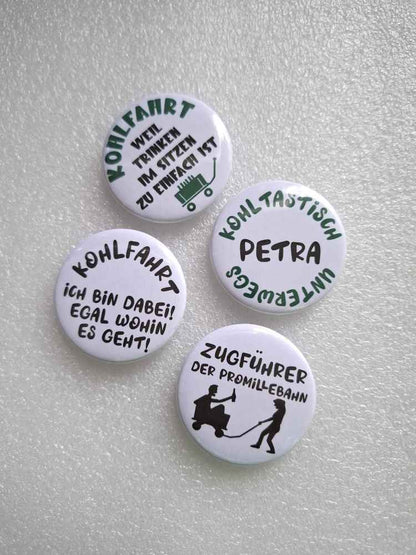 KOHLFAHRT
WEIL
TRINKEN
IM SITZEN
ZU EINFACH IST
KOHLTASTISCH
PETRA
UNTERWEGS
KOHLFAHRT
ICH BIN DABEI!
EGAL WOHIN
ES GEHT!
ZUGFÜHRER
DER PROMILLEBAHN